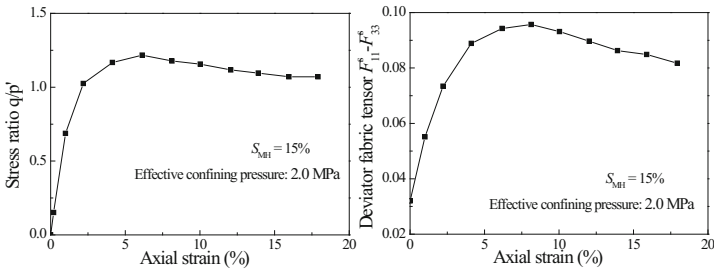 1.5
1.0
0.5
0.0
Stress ratio q/p'
S_MH = 15%
Effective confining pressure: 2.0 MPa
0 5 10 15 20
Axial strain (%)
0.10
0.08
0.06
0.04
0.02
Deviator fabric tensor F^s_11-F^s_33
S_MH = 15%
Effective confining pressure: 2.0 MPa
0 5 10 15 20
Axial strain (%)